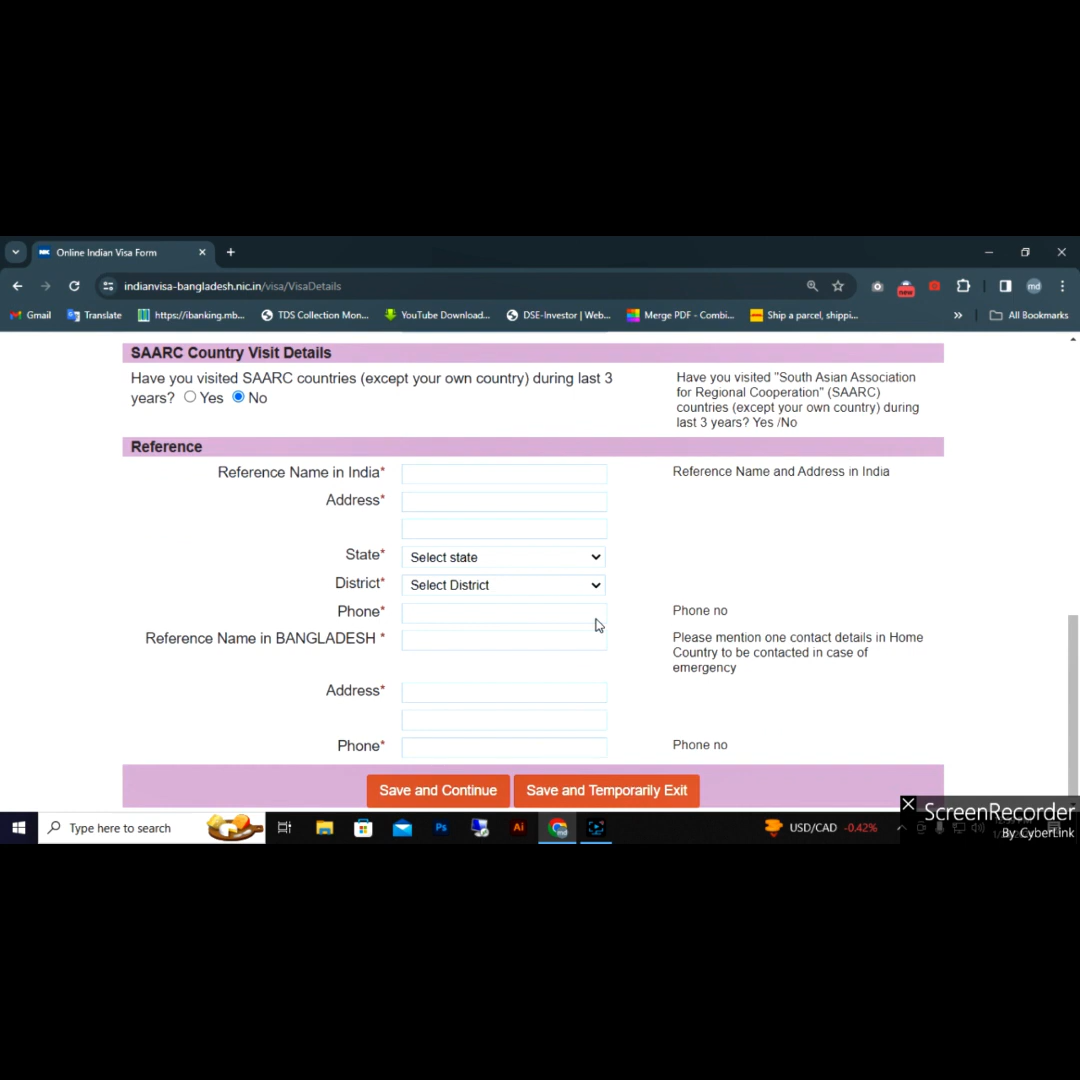 Online Indian Visa Form
indianvisa-bangladesh.nic.in/visa/VisaDetails
new
md
Gmail
Translate
https://ibanking.mb...
TDS Collection Mon...
YouTube Download...
DSE-Investor | Web...
Merge PDF - Combi...
Ship a parcel, shippi...
»
All Bookmarks
SAARC Country Visit Details
Have you visited SAARC countries (except your own country) during last 3
years? Yes No
Have you visited "South Asian Association
for Regional Cooperation" (SAARC)
countries (except your own country) during
last 3 years? Yes /No
Reference
Reference Name in India*
Reference Name and Address in India
Address*
State*
Select state
District*
Select District
Phone*
Phone no
Reference Name in BANGLADESH *
Please mention one contact details in Home
Country to be contacted in case of
emergency
Address*
Phone*
Phone no
Save and Continue
Save and Temporarily Exit
ScreenRecorder
By CyberLink
Type here to search
Ps
Ai
USD/CAD -0.42%